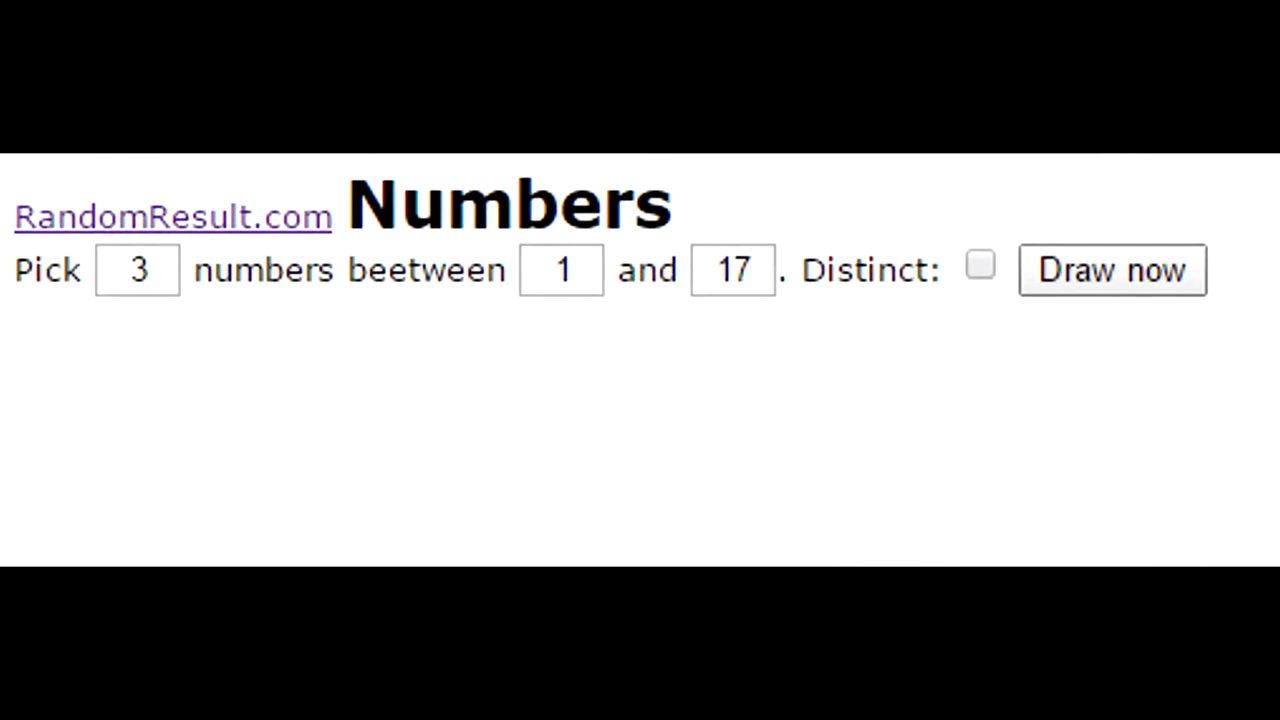 RandomResult.com Numbers
Pick 3 numbers beetween 1 and 17. Distinct: Draw now